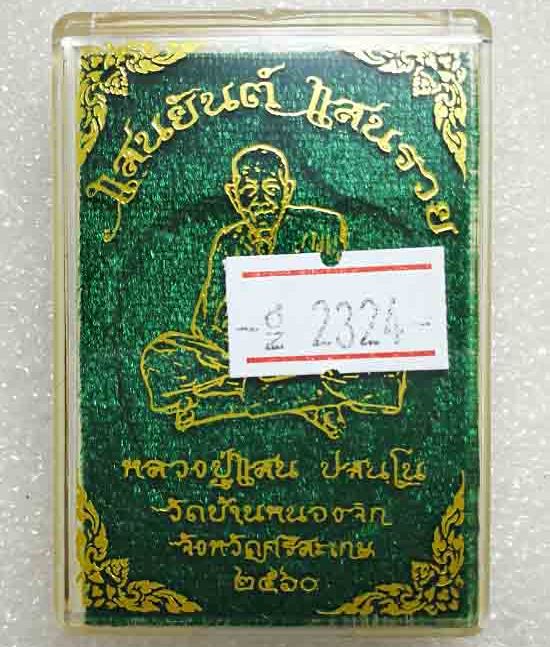 แสนยันต์ แสนรวย
2324
หลวงปู่แสน ปสนฺโน
วัดบ้านหนองจิก
จังหวัดศรีสะเกษ
๒๕๖๐